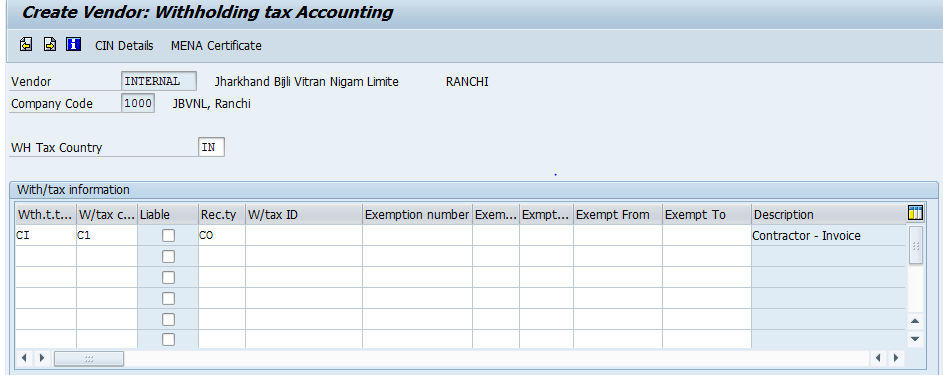 Create Vendor: Withholding tax Accounting
CIN Details MENA Certificate
Vendor INTERNAL Jharkhand Bijli Vitran Nigam Limite RANCHI
Company Code 1000 JBVNL, Ranchi
WH Tax Country IN
With/tax information
Wth.t.t... W/tax c... Liable Rec.ty W/tax ID Exemption number Exem... Exmpt... Exempt From Exempt To Description
CI C1 CO Contractor - Invoice